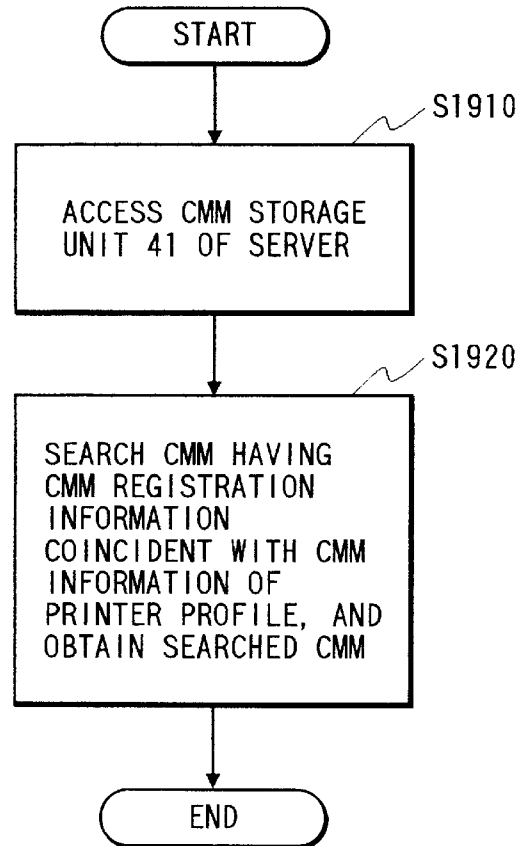 START
S1910
ACCESS CMM STORAGE
UNIT 41 OF SERVER
S1920
SEARCH CMM HAVING
CMM REGISTRATION
INFORMATION
COINCIDENT WITH CMM
INFORMATION OF
PRINTER PROFILE, AND
OBTAIN SEARCHED CMM
END